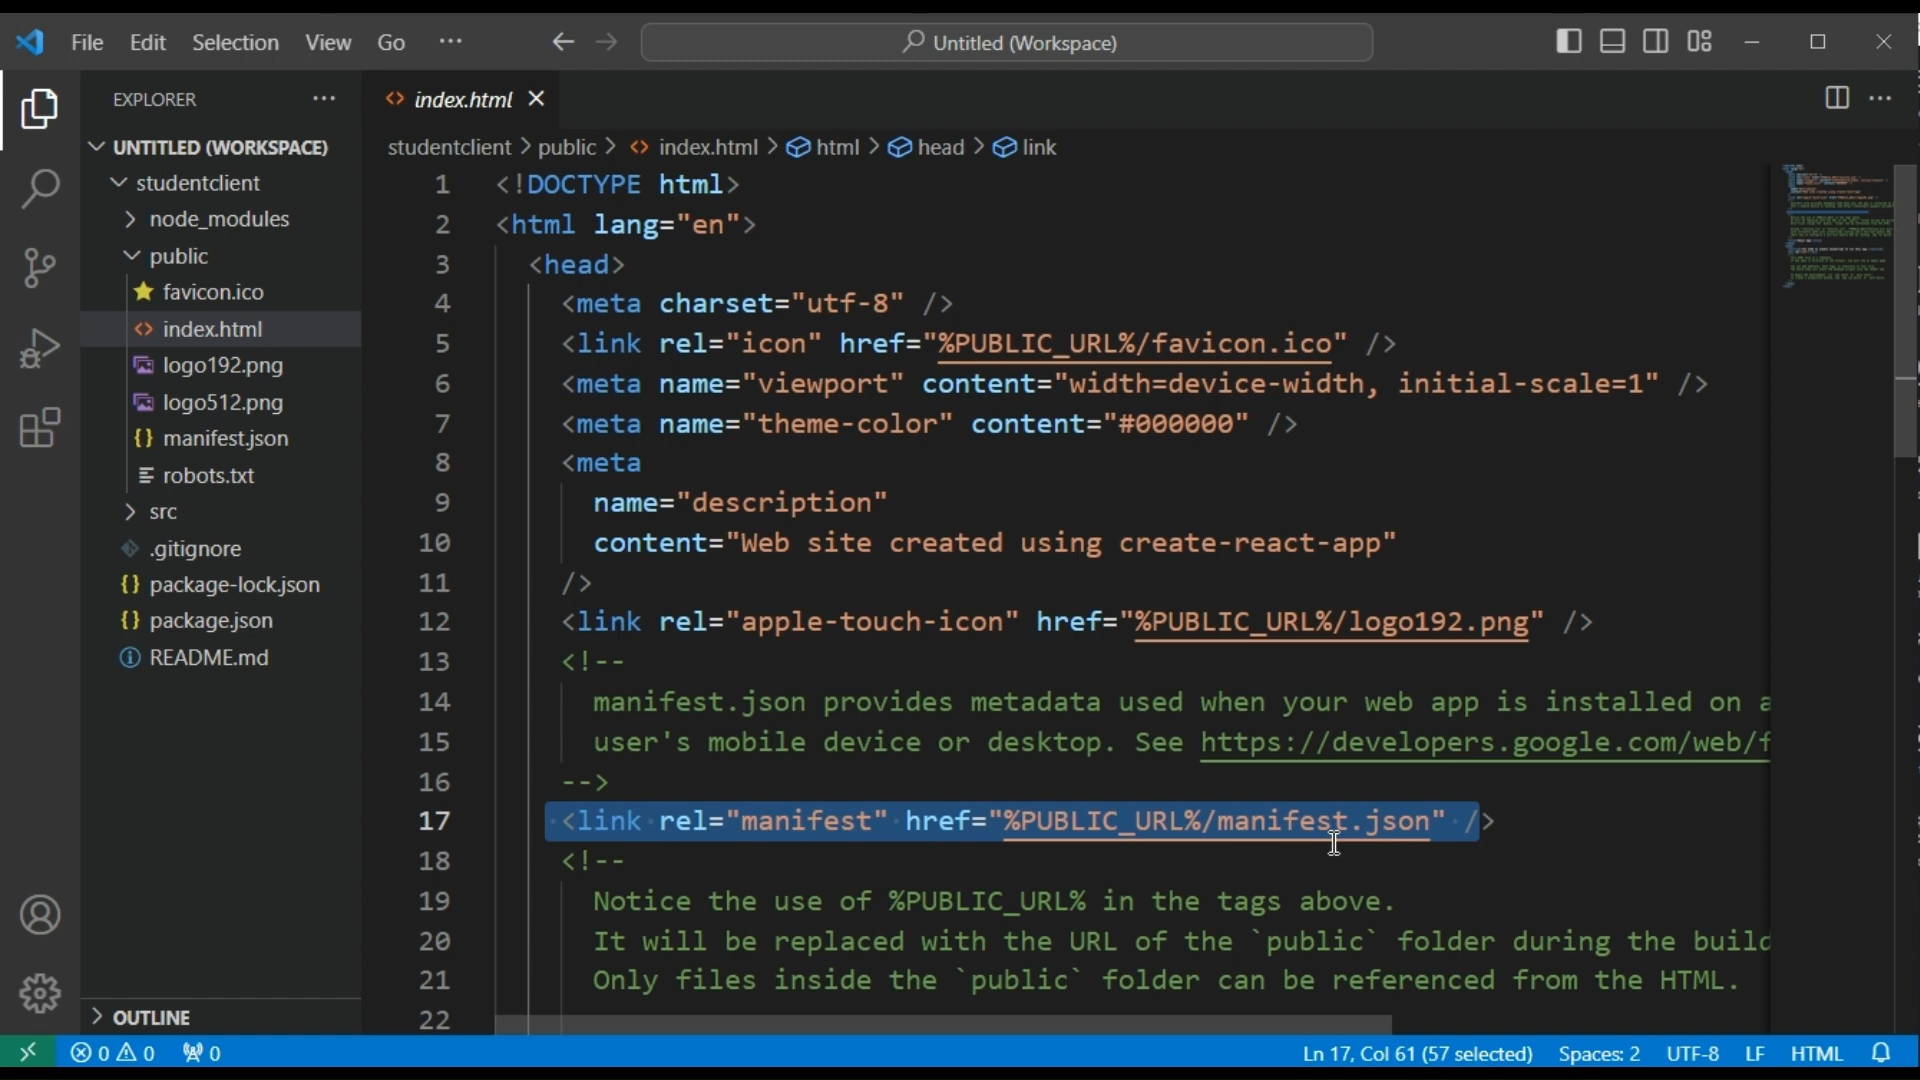 File Edit Selection View Go ··· Untitled (Workspace)
EXPLORER ···
UNTITLED (WORKSPACE)
studentclient
node_modules
public
favicon.ico
index.html
logo192.png
logo512.png
manifest.json
robots.txt
src
.gitignore
package-lock.json
package.json
README.md
OUTLINE
index.html
studentclient > public > index.html > html > head > link
1 <!DOCTYPE html>
2 <html lang="en">
3 <head>
4 <meta charset="utf-8" />
5 <link rel="icon" href="%PUBLIC_URL%/favicon.ico" />
6 <meta name="viewport" content="width=device-width, initial-scale=1" />
7 <meta name="theme-color" content="#000000" />
8 <meta
9 name="description"
10 content="Web site created using create-react-app"
11 />
12 <link rel="apple-touch-icon" href="%PUBLIC_URL%/logo192.png" />
13 <!--
14 manifest.json provides metadata used when your web app is installed on a
15 user's mobile device or desktop. See https://developers.google.com/web/f
16 -->
17 <link rel="manifest" href="%PUBLIC_URL%/manifest.json" />
18 <!--
19 Notice the use of %PUBLIC_URL% in the tags above.
20 It will be replaced with the URL of the `public` folder during the build
21 Only files inside the `public` folder can be referenced from the HTML.
22
0 0 0 Ln 17, Col 61 (57 selected) Spaces: 2 UTF-8 LF HTML